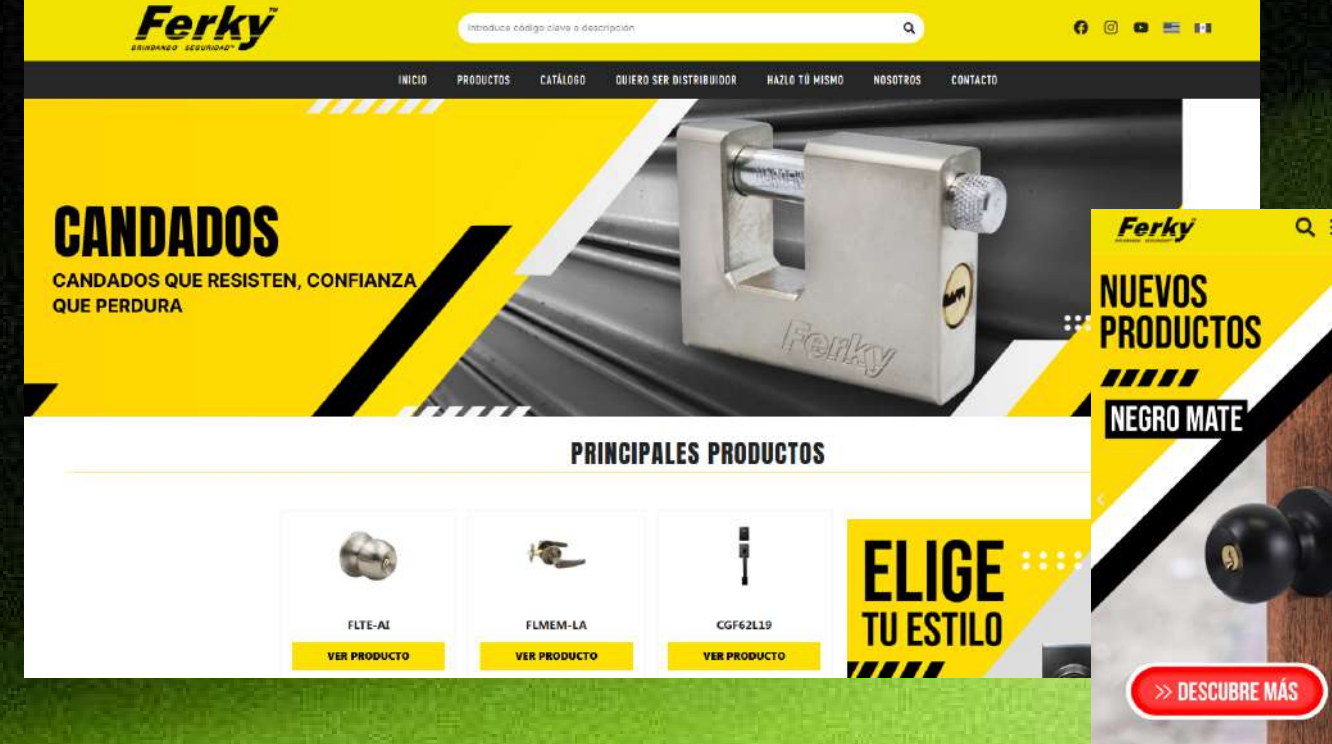 Ferky™
BRINDANDO SEGURIDAD™
Introduce código clave o descripción
INICIO PRODUCTOS CATÁLOGO QUIERO SER DISTRIBUIDOR HAZLO TÚ MISMO NOSOTROS CONTACTO
CANDADOS
CANDADOS QUE RESISTEN, CONFIANZA
QUE PERDURA
Ferky
PRINCIPALES PRODUCTOS
FLTE-AI FLMEM-LA CGF62L19
VER PRODUCTO VER PRODUCTO VER PRODUCTO
ELIGE
TU ESTILO
Ferky
NUEVOS
PRODUCTOS
NEGRO MATE
>> DESCUBRE MÁS